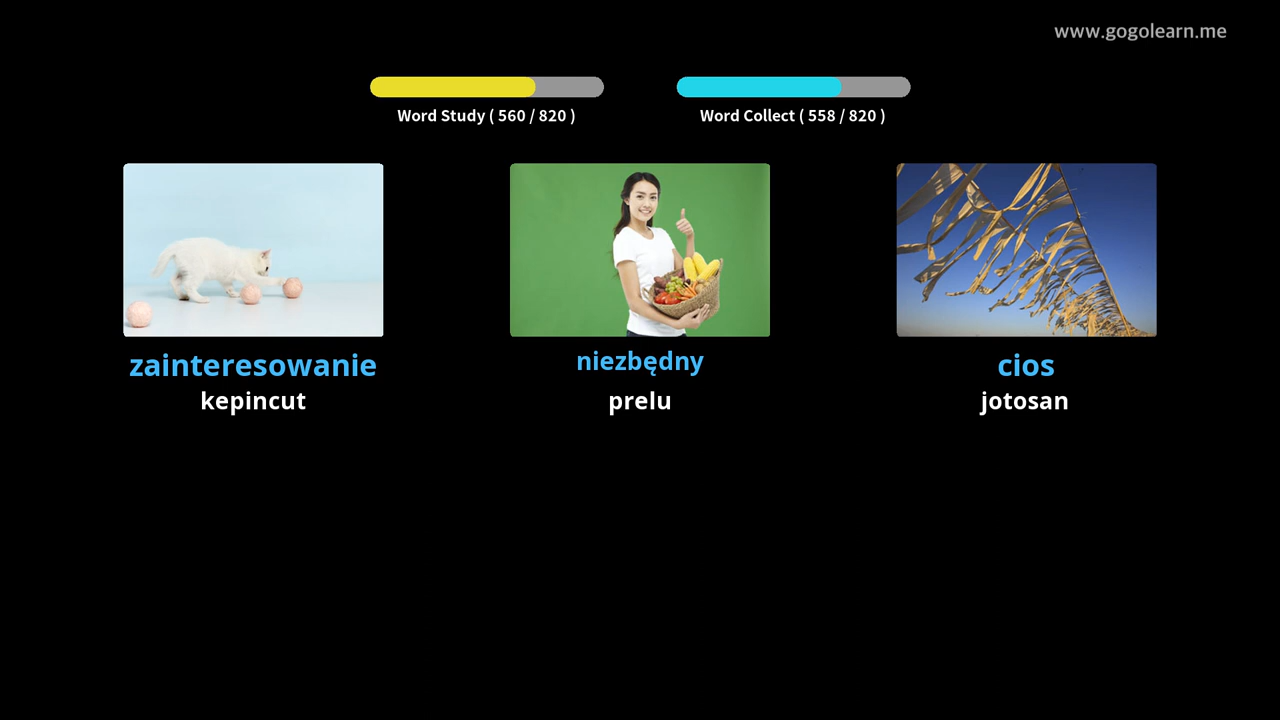 www.gogolearn.me
Word Study ( 560 / 820 )
Word Collect ( 558 / 820 )
zainteresowanie
kepincut
niezbędny
prelu
cios
jotosan